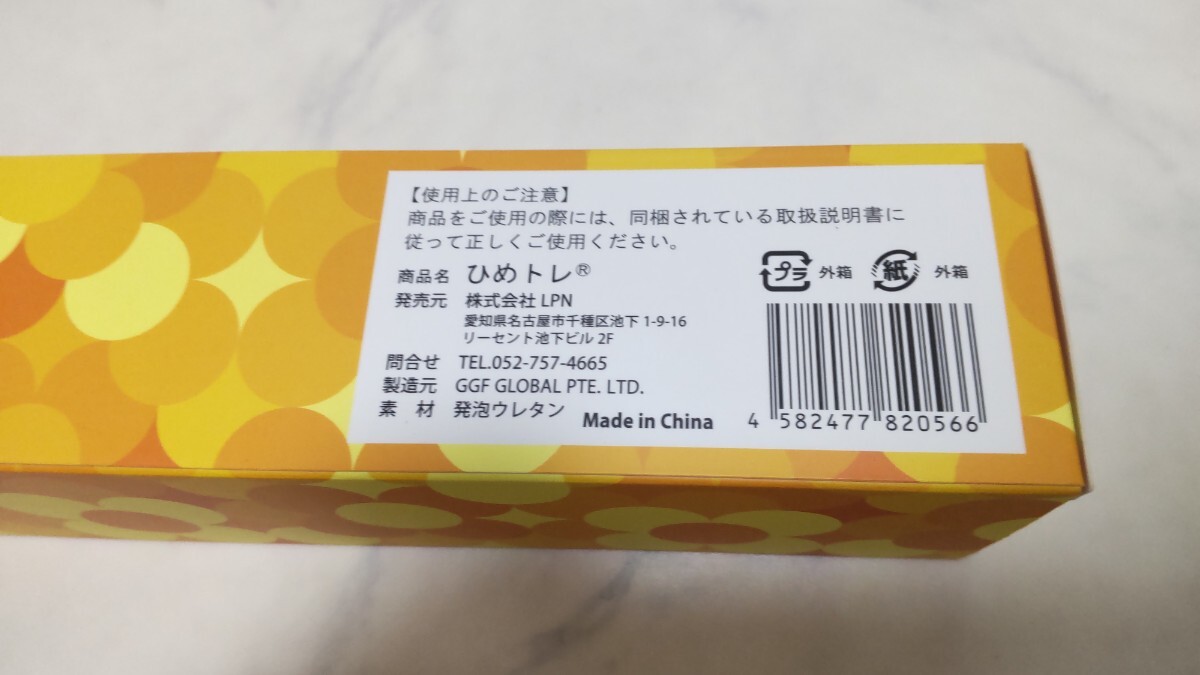 【使用上のご注意】
商品をご使用の際には、同梱されている取扱説明書に
従って正しくご使用ください。
商品名 ひめトレ®
発売元 株式会社 LPN
愛知県名古屋市千種区池下 1-9-16
リーセント池下ビル 2F
問合せ TEL.052-757-4665
製造元 GGF GLOBAL PTE. LTD.
素 材 発泡ウレタン
Made in China
プラ 外箱 紙 外箱
4 582477 820566